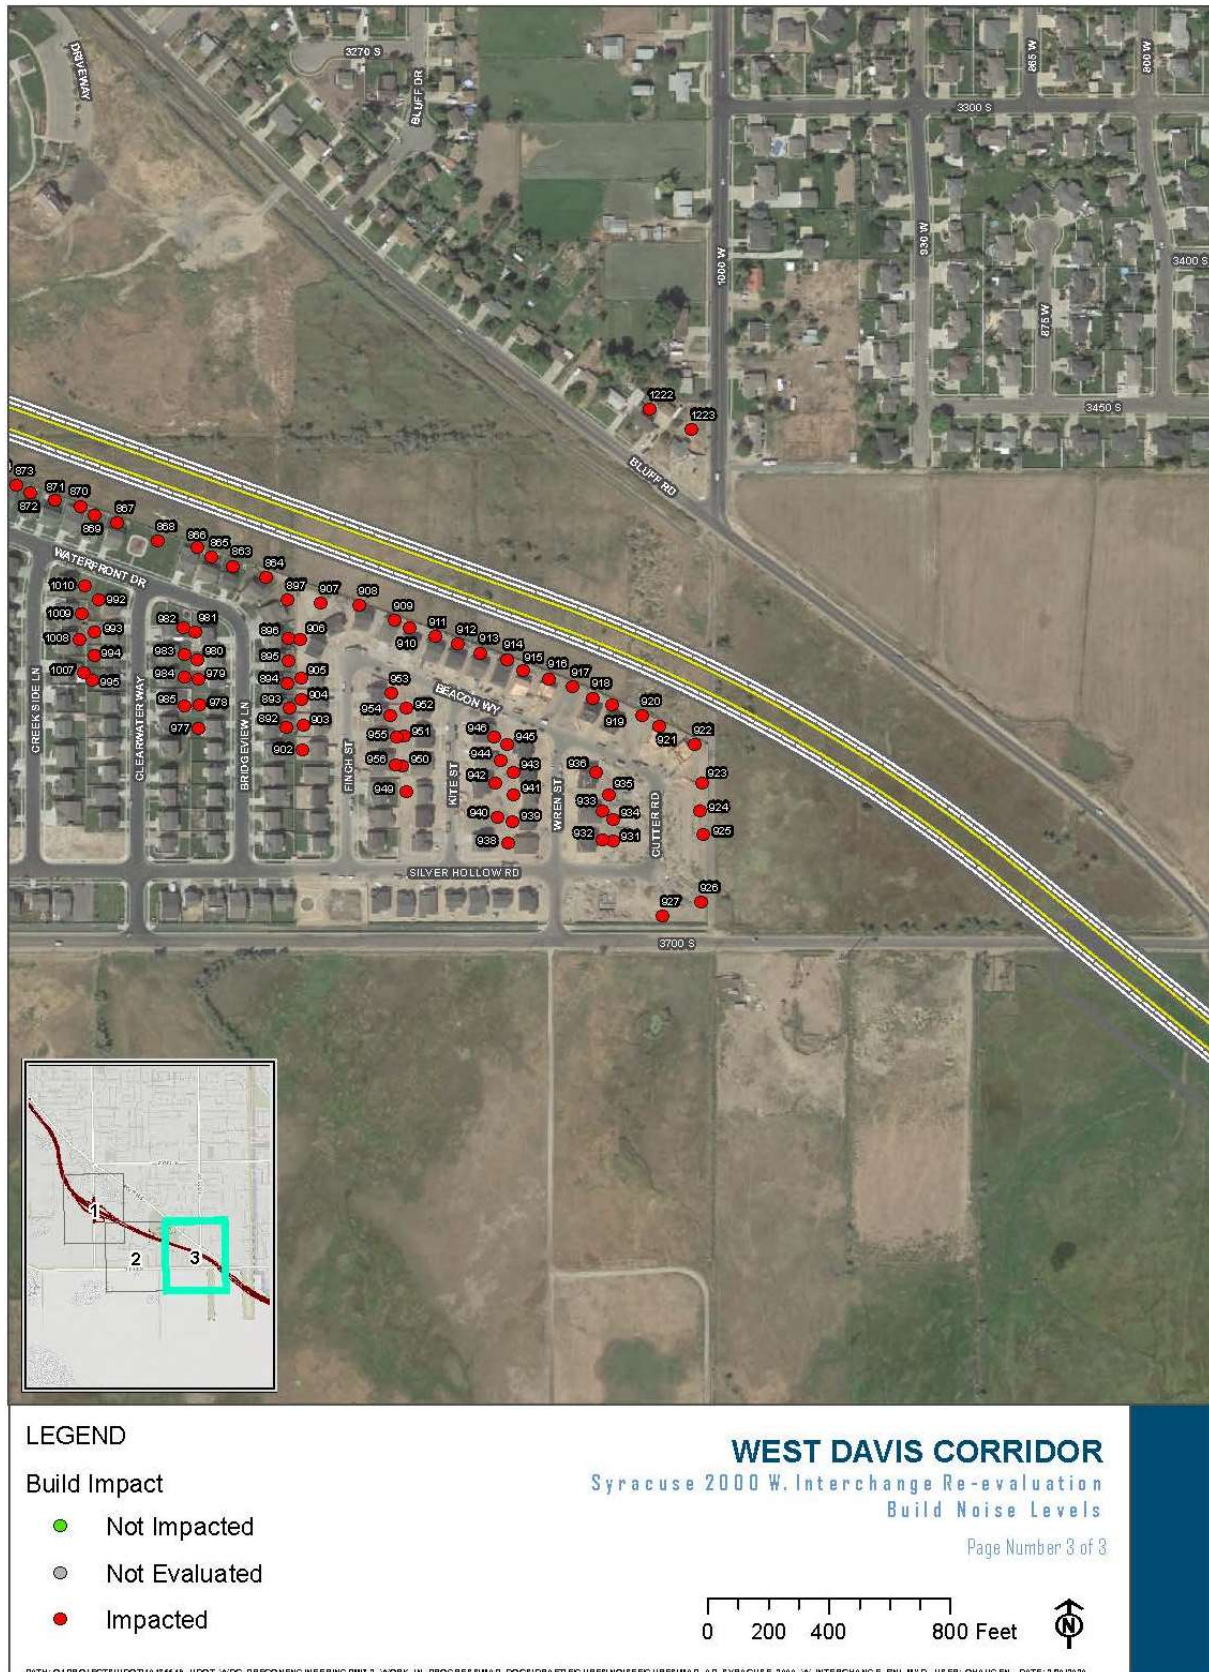 DRIVEWAY
3270 S
BLUFF DR
865 W
800 W
3300 S
1000 W
930 W
3400 S
875 W
3450 S
1222
1223
BLUFF RD
873
871
870
867
872
869
868
866
865
863
864
WATERFRONT DR
1010
992
897
907
908
909
1009
982
981
911
1008
993
896
906
910
912
913
983
980
914
994
895
915
1007
984
979
905
916
995
894
953
917
985
978
904
BEACON WY
918
893
952
920
954
919
977
892
903
955
951
946
945
921
922
902
944
956
950
943
936
923
942
949
941
935
CREEK SIDE LN
CLEARWATER WAY
BRIDGEVIEW LN
FINCH ST
KITE ST
WREN ST
CUTTER RD
933
924
940
939
934
925
938
932
931
SILVER HOLLOW RD
926
927
3700 S
1
2
3
LEGEND
Build Impact
Not Impacted
Not Evaluated
Impacted
WEST DAVIS CORRIDOR
Syracuse 2000 W. Interchange Re-evaluation
Build Noise Levels
Page Number 3 of 3
0 200 400 800 Feet
N